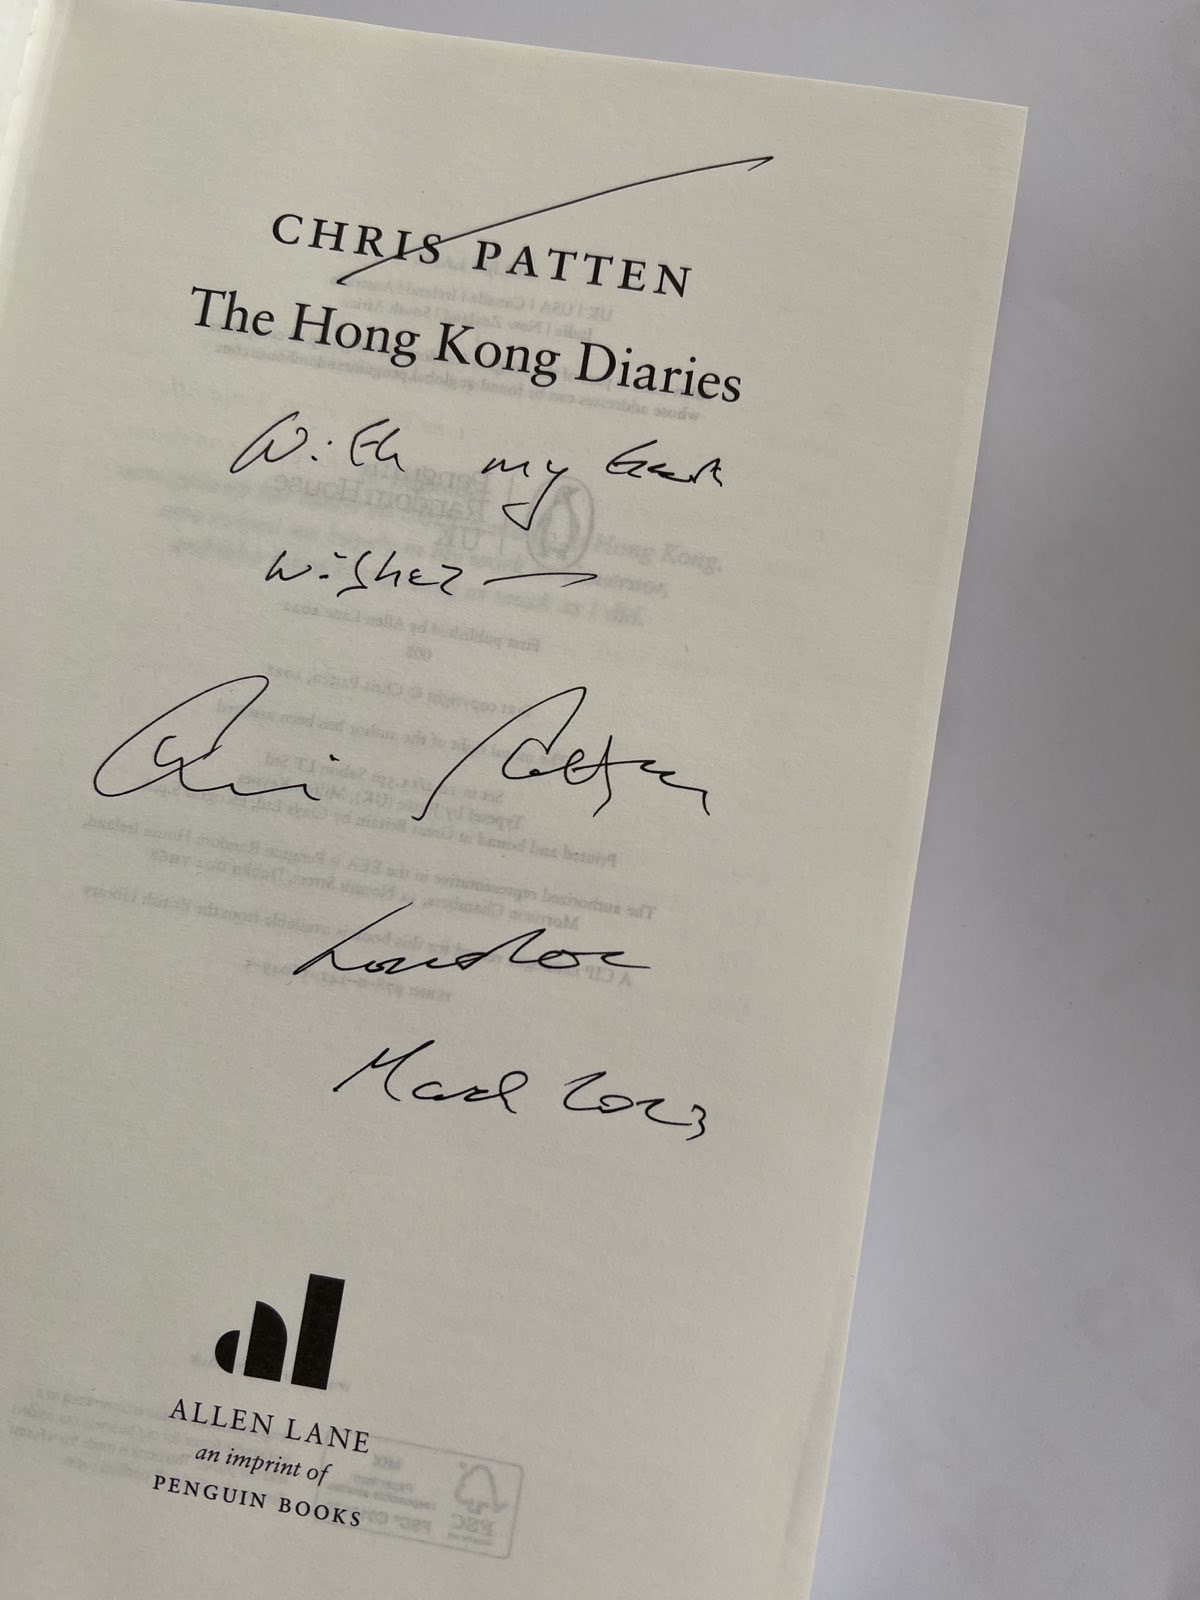 CHRIS PATTEN
The Hong Kong Diaries
With my best
wishes
Chris Patten
London
March 2023
ALLEN LANE
an imprint of
PENGUIN BOOKS